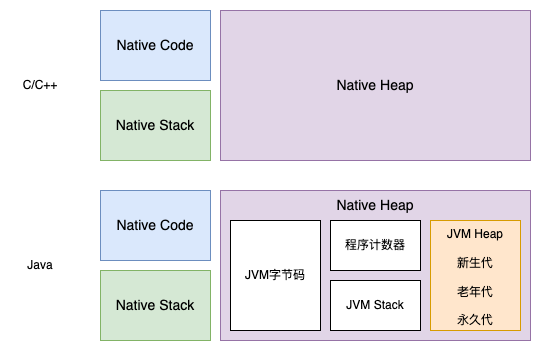 C/C++
Native Code
Native Stack
Native Heap
Java
Native Code
Native Stack
Native Heap
JVM字节码
程序计数器
JVM Stack
JVM Heap
新生代
老年代
永久代